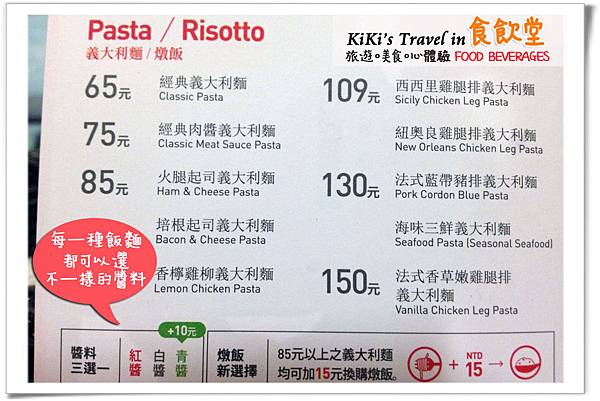 Pasta / Risotto
義大利麵 / 燉飯
KiKi's Travel in 食飲堂
旅遊。美食。心體驗 FOOD BEVERAGES
65元 經典義大利麵
Classic Pasta
75元 經典肉醬義大利麵
Classic Meat Sauce Pasta
85元 火腿起司義大利麵
Ham & Cheese Pasta
培根起司義大利麵
Bacon & Cheese Pasta
香檸雞柳義大利麵
Lemon Chicken Pasta
109元 西西里雞腿排義大利麵
Sicily Chicken Leg Pasta
紐奧良雞腿排義大利麵
New Orleans Chicken Leg Pasta
130元 法式藍帶豬排義大利麵
Pork Cordon Blue Pasta
海味三鮮義大利麵
Seafood Pasta (Seasonal Seafood)
150元 法式香草嫩雞腿排
義大利麵
Vanilla Chicken Leg Pasta
每一種飯麵
都可以選
不一樣的醬料
+10元
醬料
三選一
紅醬
白醬
青醬
燉飯
新選擇
85元以上之義大利麵
均可加15元換購燉飯。
+ NTD 15 →